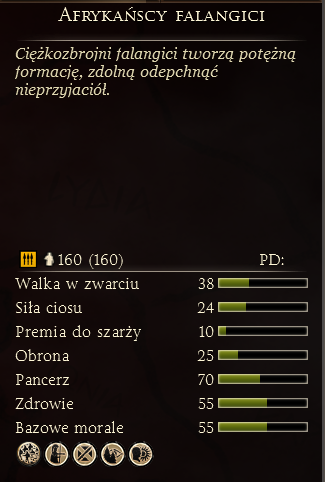 Afrykańscy falangici
Ciężkozbrojni falangici tworzą potężną
formację, zdolną odepchnąć
nieprzyjaciół.
160 (160) PD:
Walka w zwarciu 38
Siła ciosu 24
Premia do szarży 10
Obrona 25
Pancerz 70
Zdrowie 55
Bazowe morale 55